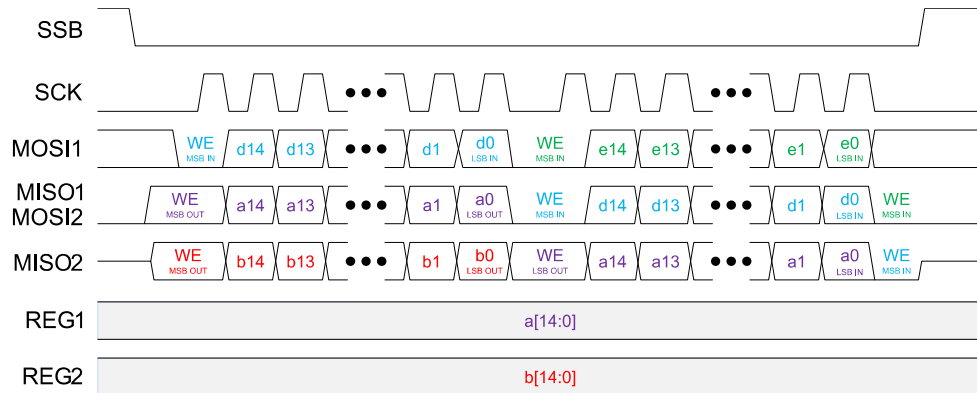 SSB
SCK
MOSI1
WE d14 d13 d1 d0 WE e14 e13 e1 e0
MSB IN LSB IN MSB IN LSB IN
MISO1
MOSI2
WE a14 a13 a1 a0 WE d14 d13 d1 d0 WE
MSB OUT LSB OUT MSB IN LSB IN MSB IN
MISO2
WE b14 b13 b1 b0 WE a14 a13 a1 a0 WE
MSB OUT LSB OUT LSB OUT LSB IN MSB IN
REG1
a[14:0]
REG2
b[14:0]